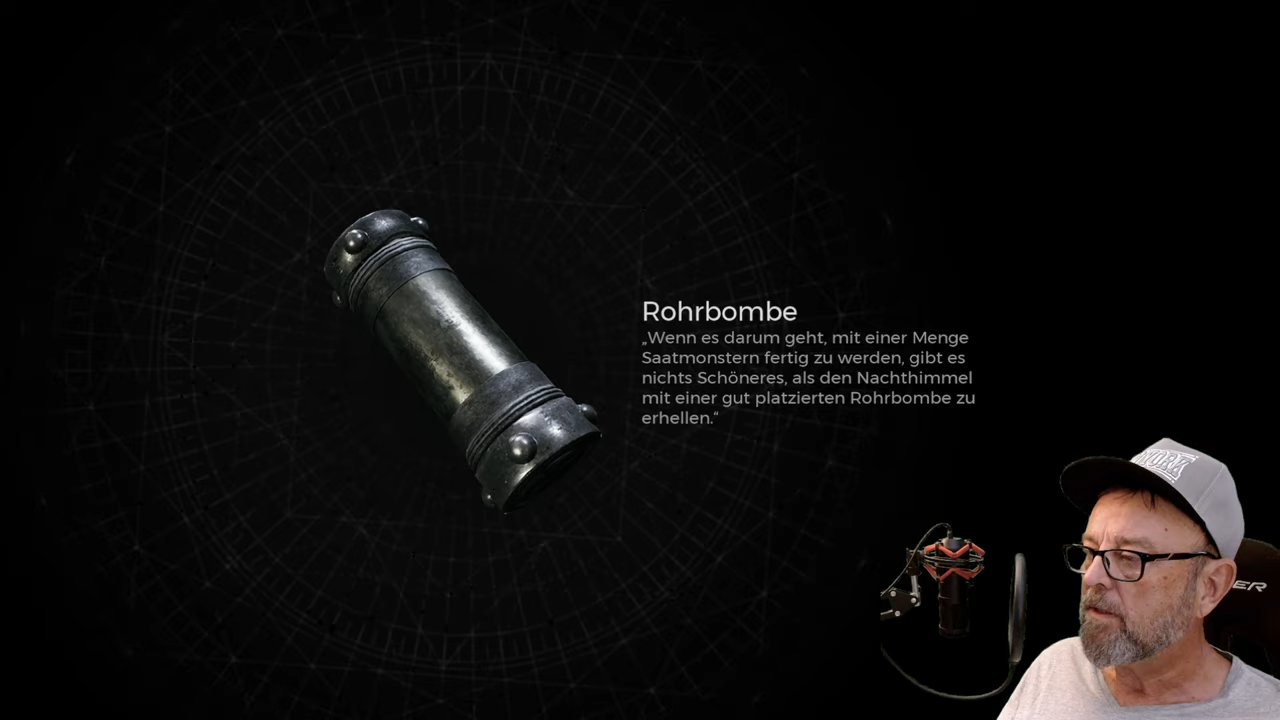 Rohrbombe
„Wenn es darum geht, mit einer Menge
Saatmonstern fertig zu werden, gibt es
nichts Schöneres, als den Nachthimmel
mit einer gut platzierten Rohrbombe zu
erhellen.“